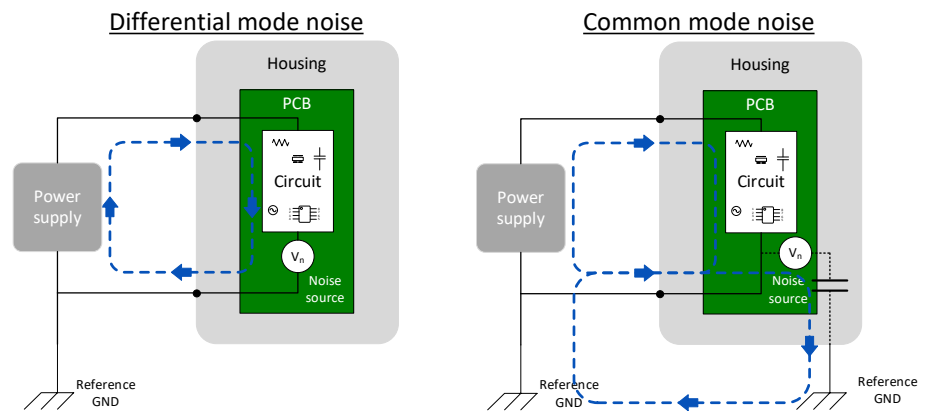 Differential mode noise
Housing
PCB
Circuit
Power
supply
Vn
Noise
source
Reference
GND
Common mode noise
Housing
PCB
Circuit
Power
supply
Vn
Noise
source
Reference
GND
Reference
GND